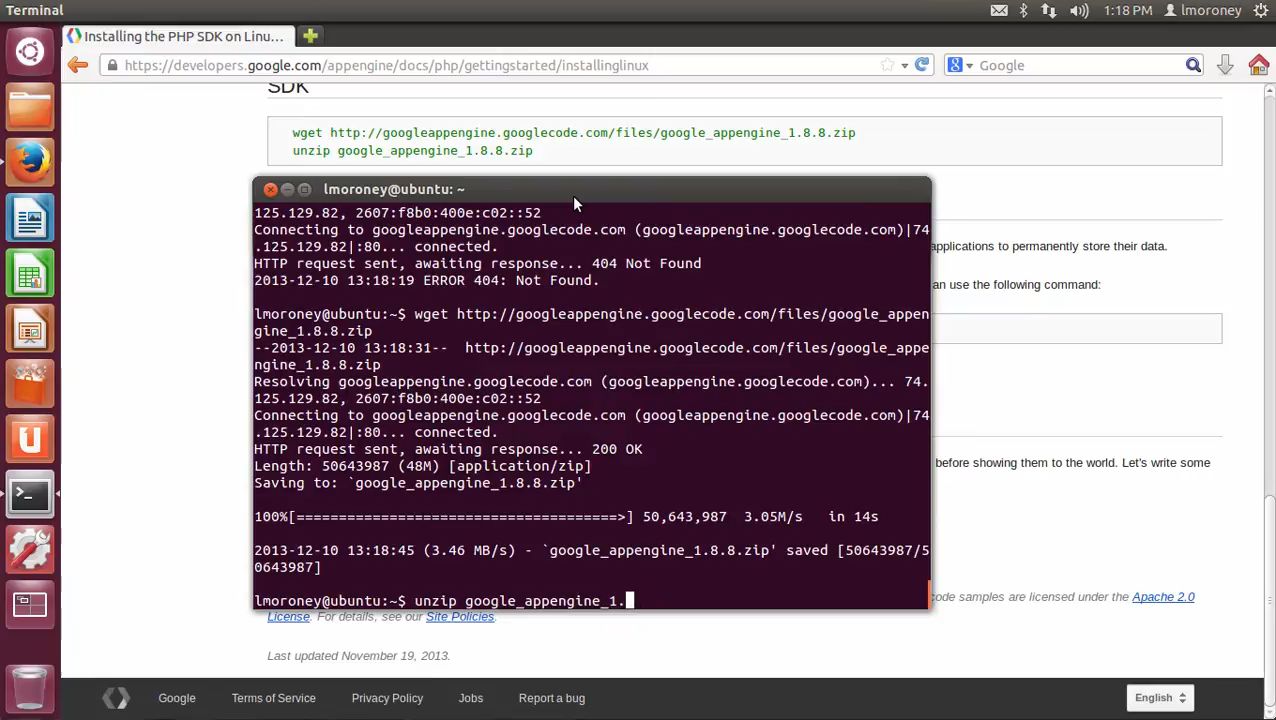 Terminal
1:18 PM
lmoroney
Installing the PHP SDK on Linu...
https://developers.google.com/appengine/docs/php/gettingstarted/installinglinux
Google
SDK
wget http://googleappengine.googlecode.com/files/google_appengine_1.8.8.zip
unzip google_appengine_1.8.8.zip
lmoroney@ubuntu: ~
125.129.82, 2607:f8b0:400e:c02::52
Connecting to googleappengine.googlecode.com (googleappengine.googlecode.com)|74
.125.129.82|:80... connected.
HTTP request sent, awaiting response... 404 Not Found
2013-12-10 13:18:19 ERROR 404: Not Found.
lmoroney@ubuntu:~$ wget http://googleappengine.googlecode.com/files/google_appen
gine_1.8.8.zip
--2013-12-10 13:18:31--  http://googleappengine.googlecode.com/files/google_appe
ngine_1.8.8.zip
Resolving googleappengine.googlecode.com (googleappengine.googlecode.com)... 74.
125.129.82, 2607:f8b0:400e:c02::52
Connecting to googleappengine.googlecode.com (googleappengine.googlecode.com)|74
.125.129.82|:80... connected.
HTTP request sent, awaiting response... 200 OK
Length: 50643987 (48M) [application/zip]
Saving to: `google_appengine_1.8.8.zip'
100%[======================================>] 50,643,987  3.05M/s   in 14s
2013-12-10 13:18:45 (3.46 MB/s) - `google_appengine_1.8.8.zip' saved [50643987/5
0643987]
lmoroney@ubuntu:~$ unzip google_appengine_1.
applications to permanently store their data.
an use the following command:
before showing them to the world. Let's write some
code samples are licensed under the Apache 2.0
License. For details, see our Site Policies.
Last updated November 19, 2013.
Google
Terms of Service
Privacy Policy
Jobs
Report a bug
English